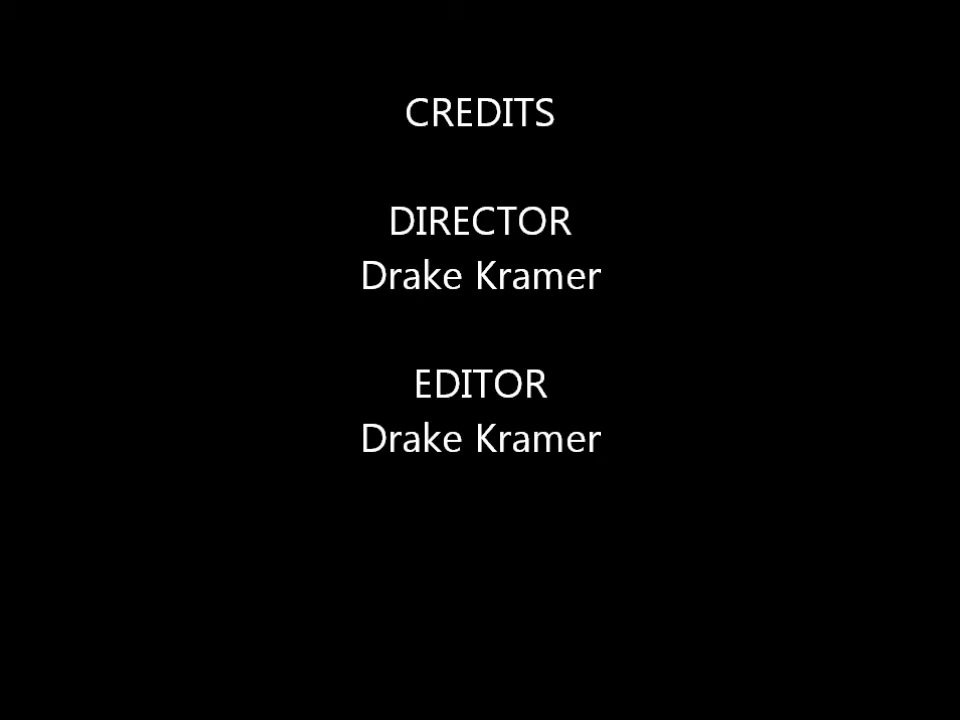 CREDITS
DIRECTOR
Drake Kramer
EDITOR
Drake Kramer